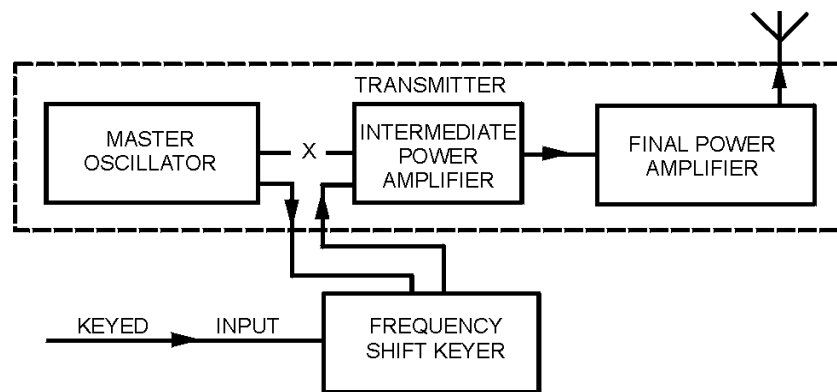 TRANSMITTER
MASTER
OSCILLATOR
X
INTERMEDIATE
POWER
AMPLIFIER
FINAL POWER
AMPLIFIER
KEYED
INPUT
FREQUENCY
SHIFT KEYER